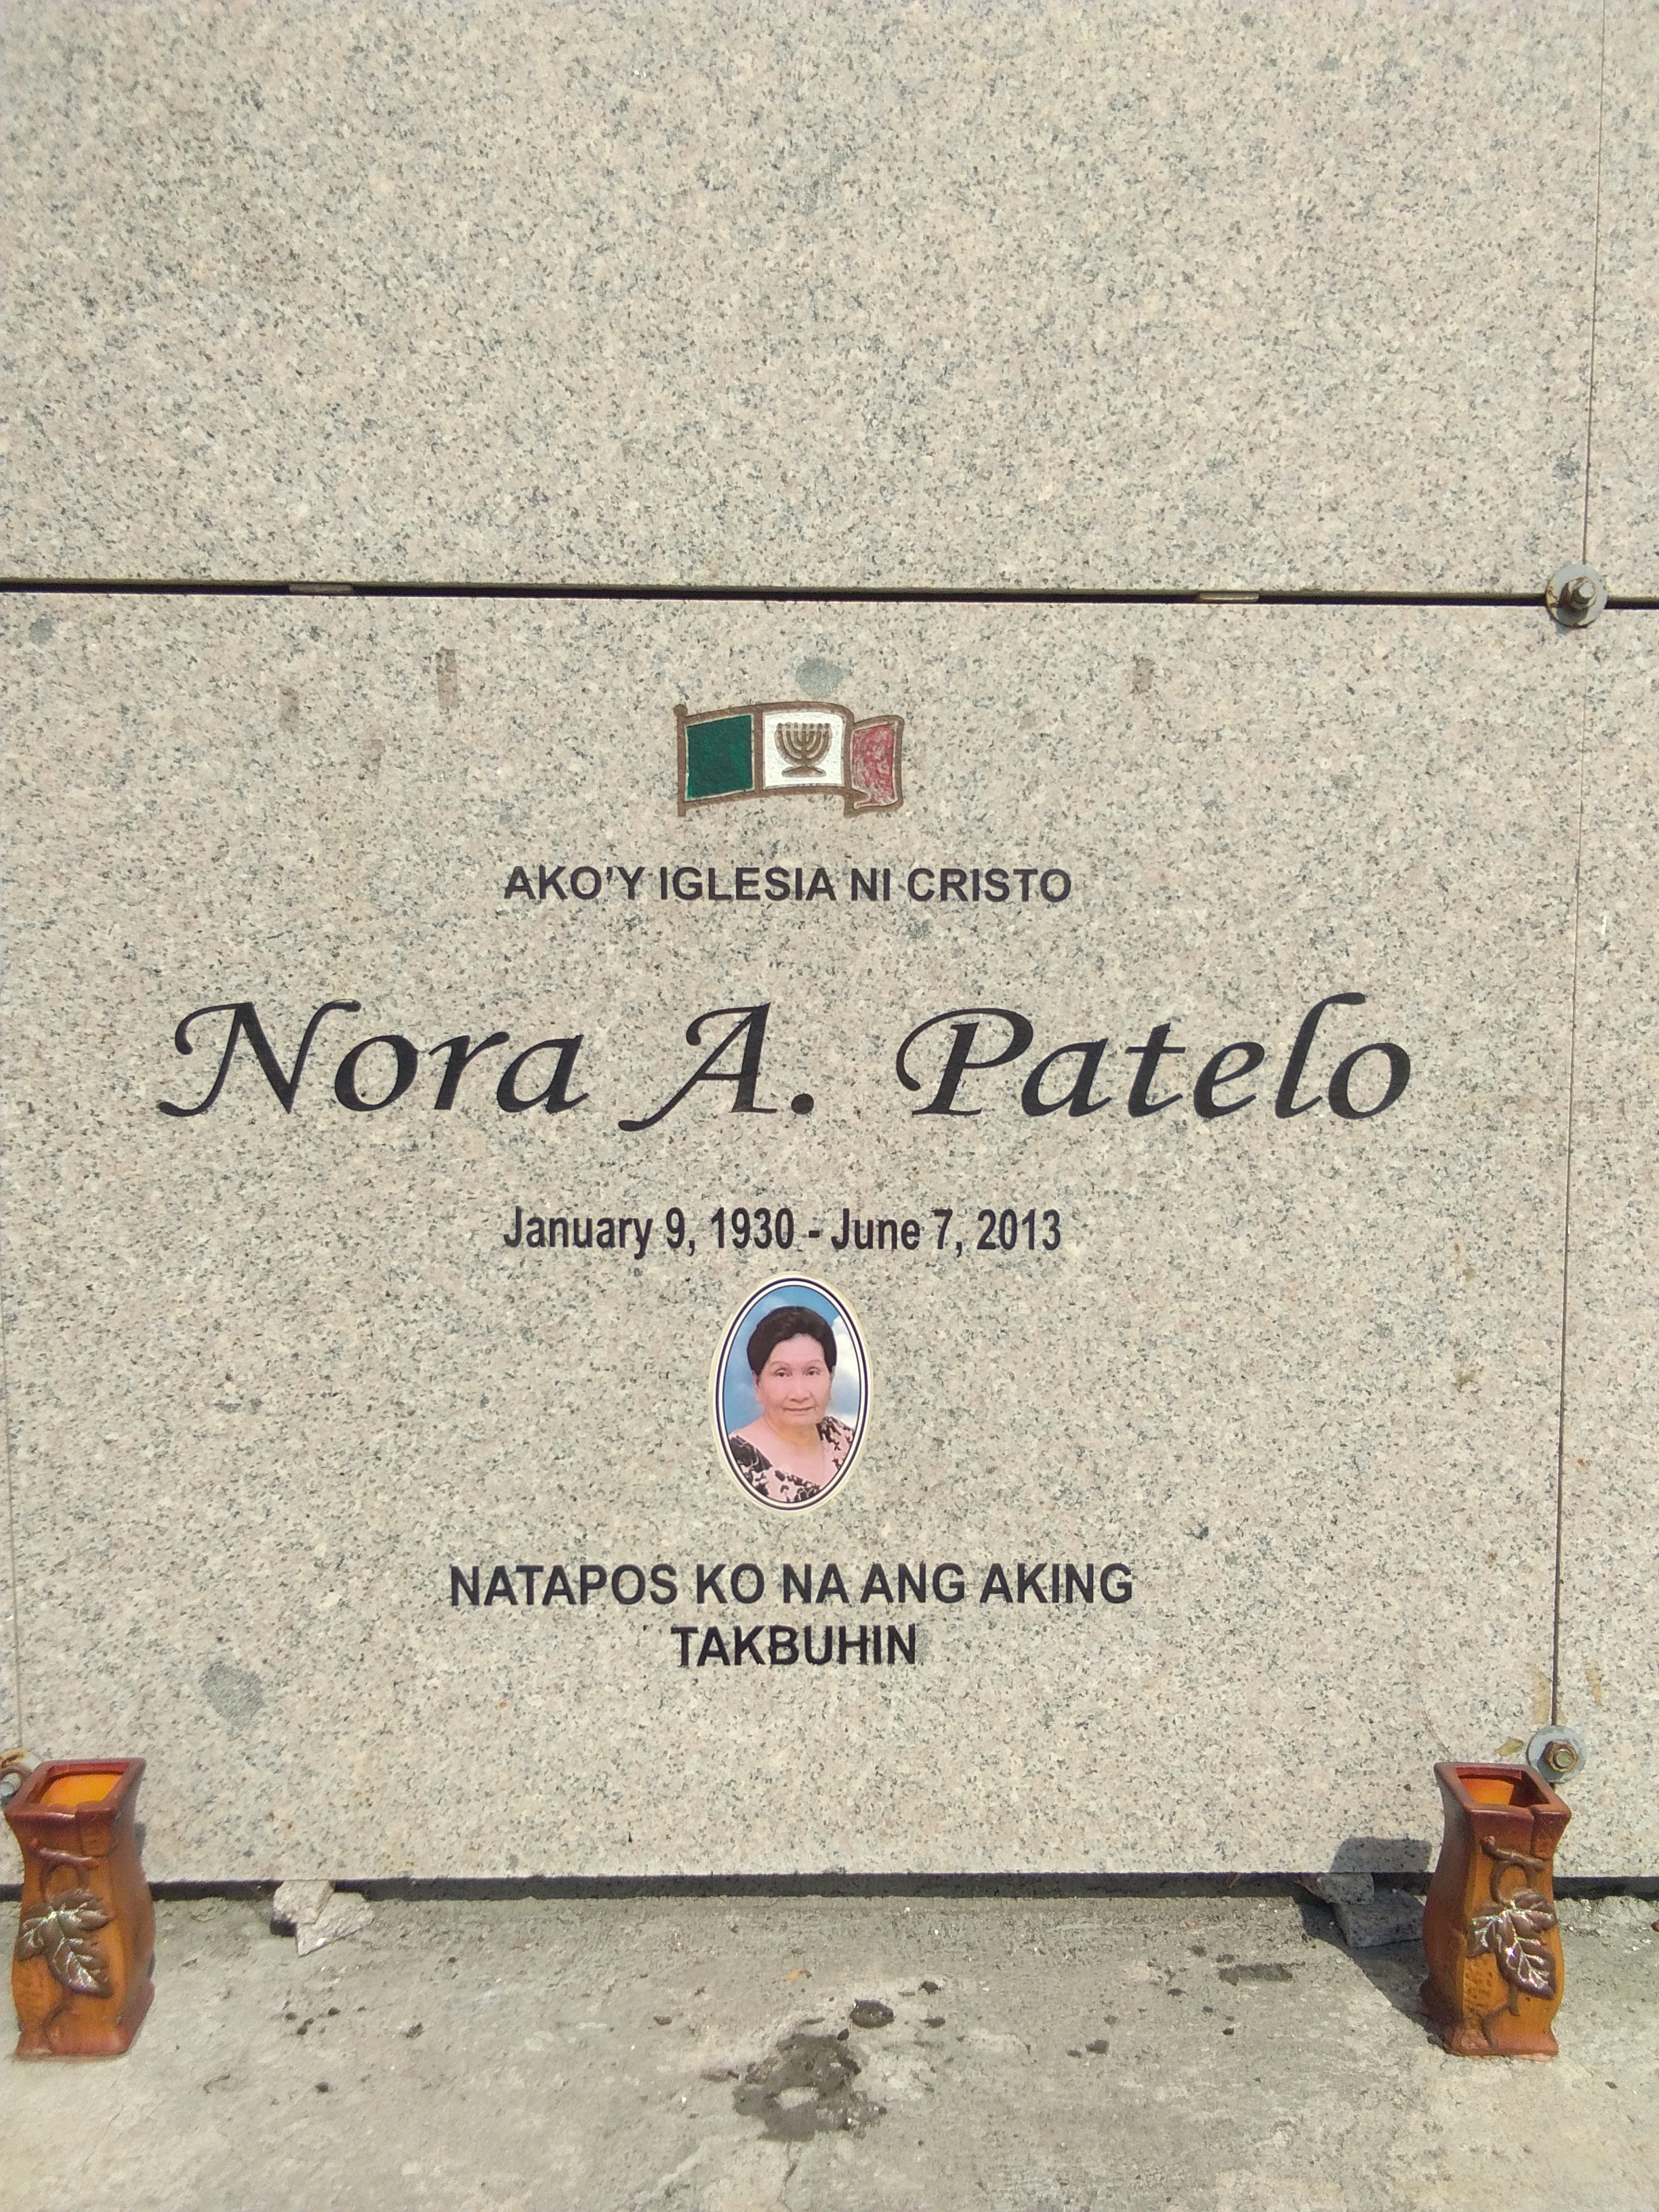 AKO'Y IGLESIA NI CRISTO
Nora A. Patelo
January 9, 1930 - June 7, 2013
NATAPOS KO NA ANG AKING
TAKBUHIN